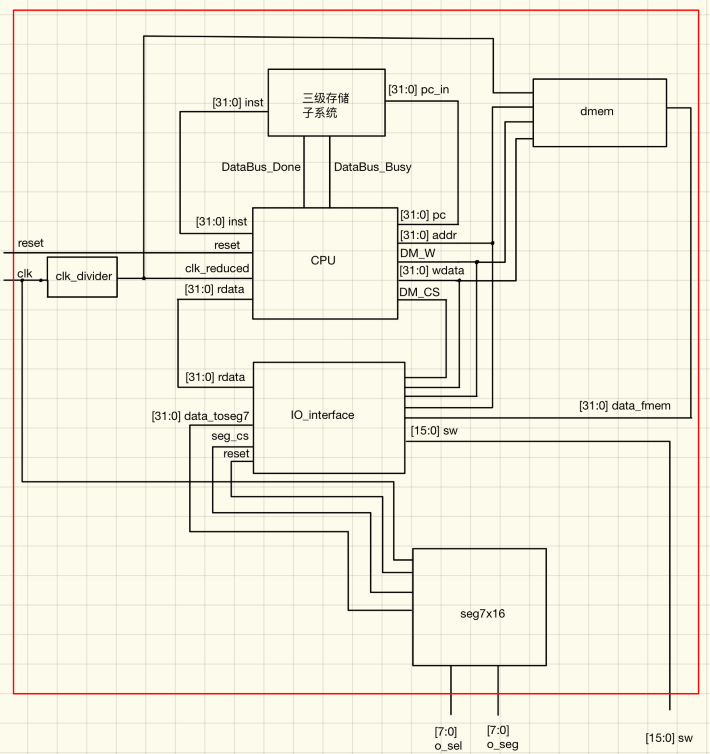 [31:0] inst
三级存储
子系统
[31:0] pc_in
dmem
DataBus_Done
DataBus_Busy
[31:0] inst
[31:0] pc
reset
reset
[31:0] addr
CPU
DM_W
clk
clk_divider
clk_reduced
[31:0] wdata
[31:0] rdata
DM_CS
[31:0] rdata
[31:0] data_fmem
[31:0] data_toseg7
IO_interface
[15:0] sw
seg_cs
reset
seg7x16
[7:0]
o_sel
[7:0]
o_seg
[15:0] sw